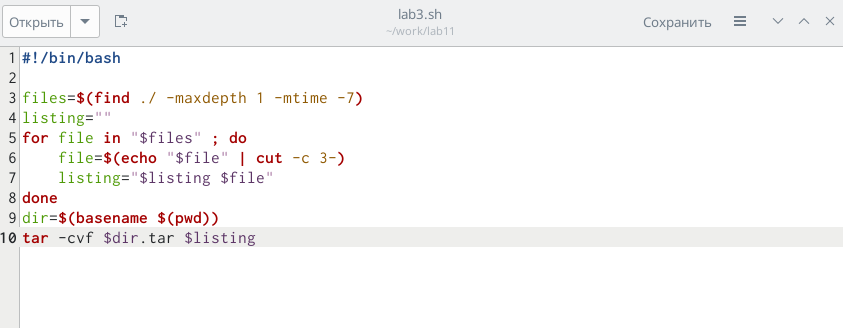 Открыть
lab3.sh
~/work/lab11
Сохранить
1 #!/bin/bash
2
3 files=$(find ./ -maxdepth 1 -mtime -7)
4 listing=""
5 for file in "$files" ; do
6     file=$(echo "$file" | cut -c 3-)
7     listing="$listing $file"
8 done
9 dir=$(basename $(pwd))
10 tar -cvf $dir.tar $listing